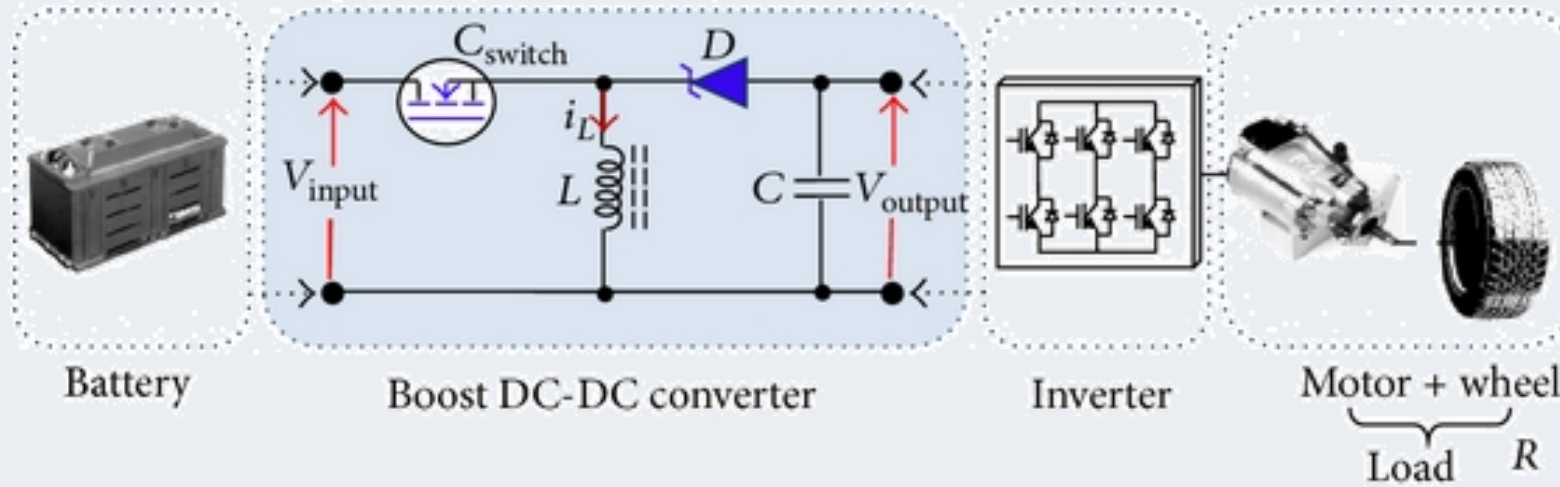 C_switch
D
i_L
V_input
L
C
V_output
Battery
Boost DC-DC converter
Inverter
Motor + wheel
Load
R